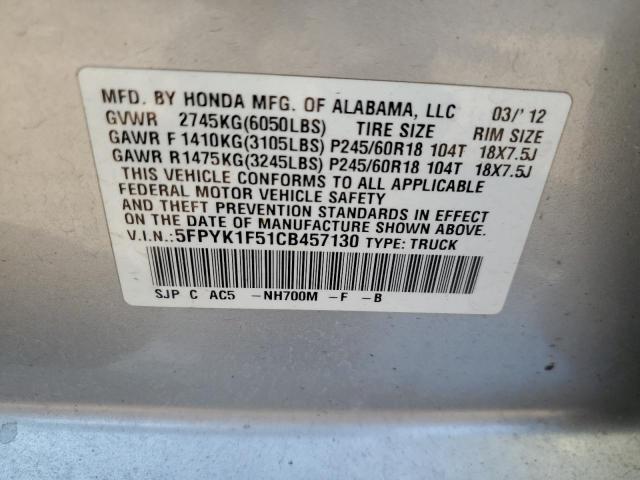 MFD. BY HONDA MFG. OF ALABAMA, LLC 03/'12
GVWR 2745KG(6050LBS) TIRE SIZE RIM SIZE
GAWR F 1410KG(3105LBS) P245/60R18 104T 18X7.5J
GAWR R1475KG(3245LBS) P245/60R18 104T 18X7.5J
THIS VEHICLE CONFORMS TO ALL APPLICABLE
FEDERAL MOTOR VEHICLE SAFETY
AND THEFT PREVENTION STANDARDS IN EFFECT
ON THE DATE OF MANUFACTURE SHOWN ABOVE.
V.I.N.:5FPYK1F51CB457130 TYPE: TRUCK
SJP C AC5 -NH700M -F -B